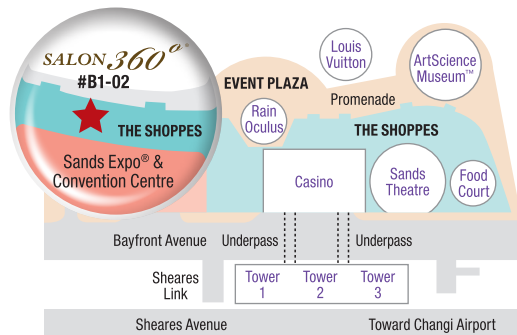 SALON 360°
#B1-02
THE SHOPPES
Sands Expo® &
Convention Centre
EVENT PLAZA
Louis
Vuitton
ArtScience
Museum™
Promenade
Rain
Oculus
THE SHOPPES
Casino
Sands
Theatre
Food
Court
Bayfront Avenue
Underpass
Underpass
Sheares
Link
Tower
1
Tower
2
Tower
3
Sheares Avenue
Toward Changi Airport